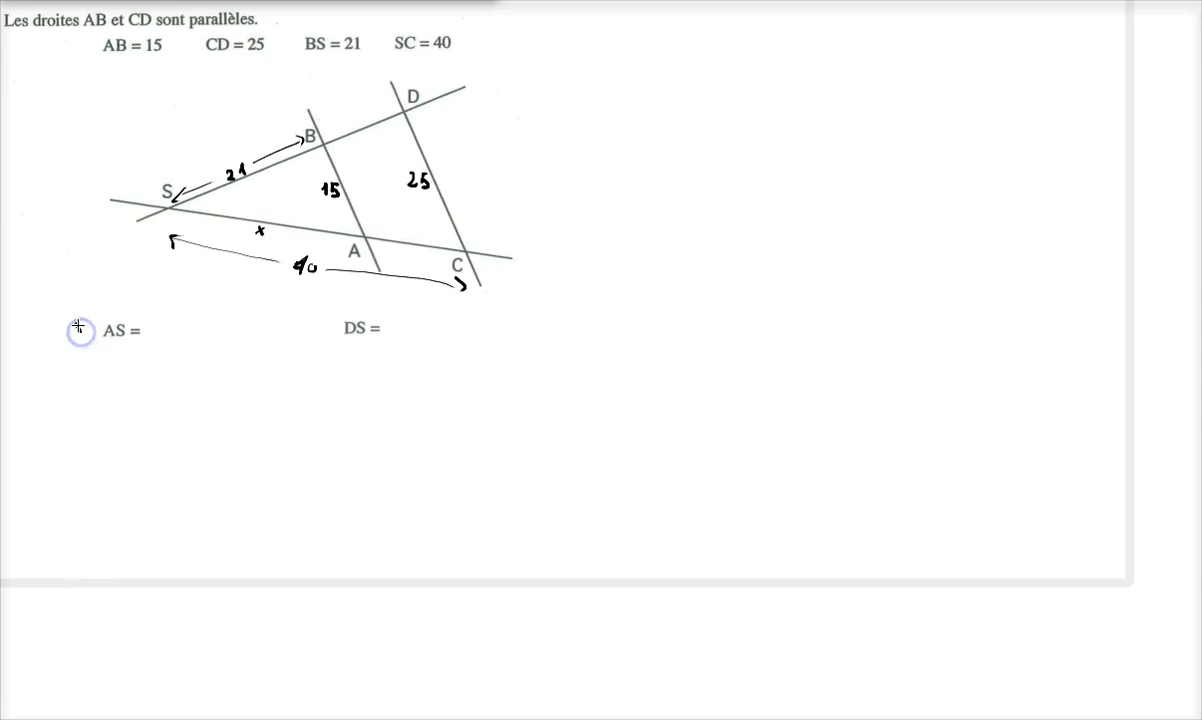 Les droites AB et CD sont parallèles.
AB = 15 CD = 25 BS = 21 SC = 40
D
B
21
S
15
25
x
A
40
C
AS = DS =